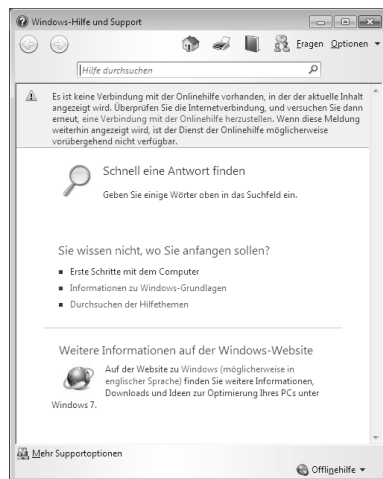 Windows-Hilfe und Support
Fragen Optionen
Hilfe durchsuchen
Es ist keine Verbindung mit der Onlinehilfe vorhanden, in der der aktuelle Inhalt
angezeigt wird. Überprüfen Sie die Internetverbindung, und versuchen Sie dann
erneut, eine Verbindung mit der Onlinehilfe herzustellen. Wenn diese Meldung
weiterhin angezeigt wird, ist der Dienst der Onlinehilfe möglicherweise
vorübergehend nicht verfügbar.
Schnell eine Antwort finden
Geben Sie einige Wörter oben in das Suchfeld ein.
Sie wissen nicht, wo Sie anfangen sollen?
Erste Schritte mit dem Computer
Informationen zu Windows-Grundlagen
Durchsuchen der Hilfethemen
Weitere Informationen auf der Windows-Website
Auf der Website zu Windows (möglicherweise in
englischer Sprache) finden Sie weitere Informationen,
Downloads und Ideen zur Optimierung Ihres PCs unter
Windows 7.
Mehr Supportoptionen
Offlinehilfe